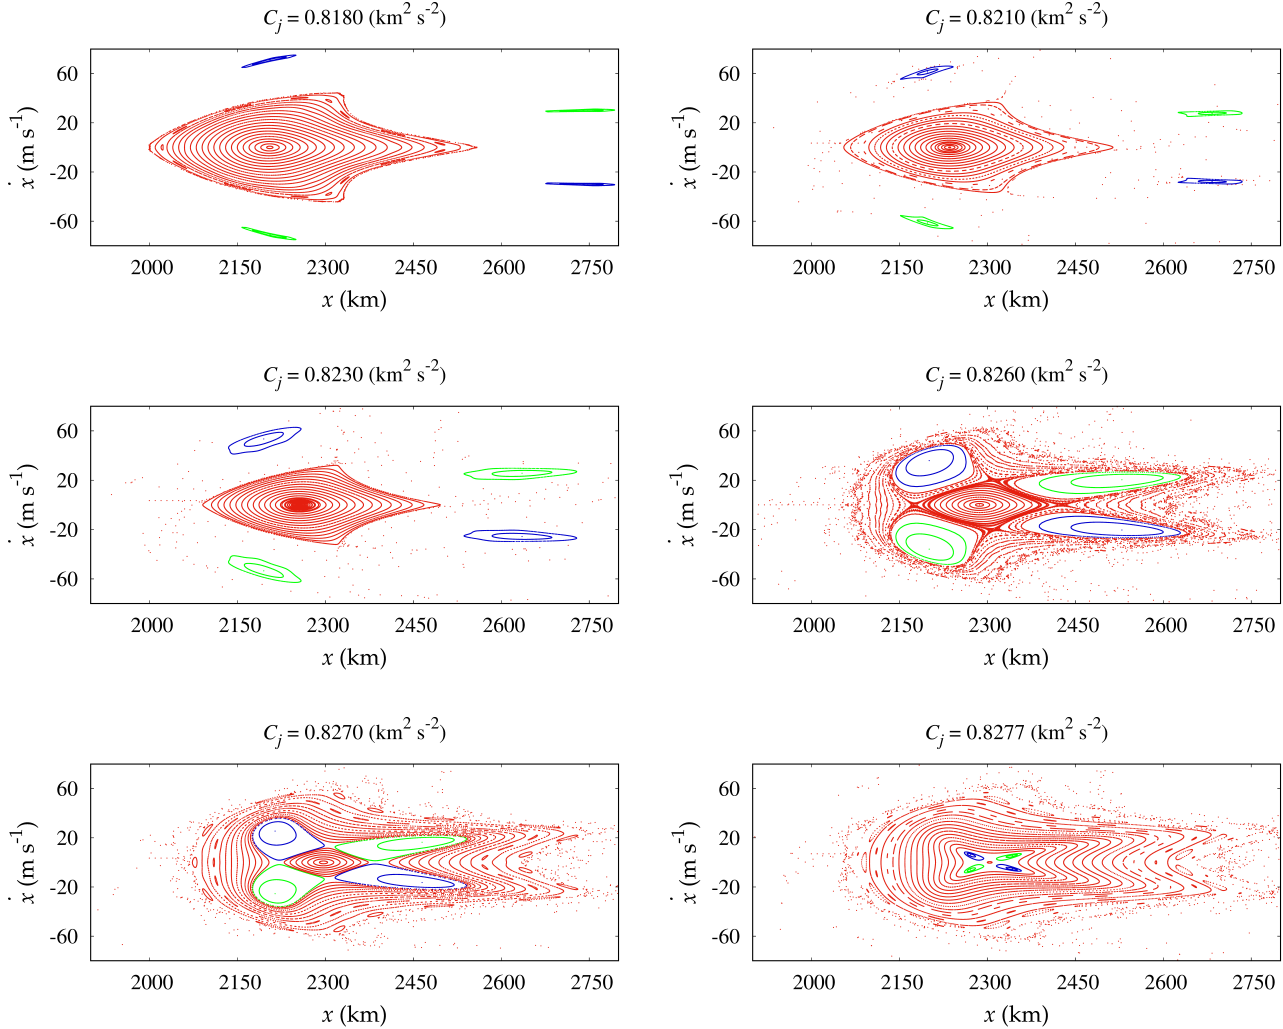 C_j = 0.8180 (km² s⁻²)
60
20
-20
-60
ẋ (m s⁻¹)
2000 2150 2300 2450 2600 2750
x (km)
C_j = 0.8210 (km² s⁻²)
60
20
-20
-60
ẋ (m s⁻¹)
2000 2150 2300 2450 2600 2750
x (km)
C_j = 0.8230 (km² s⁻²)
60
20
-20
-60
ẋ (m s⁻¹)
2000 2150 2300 2450 2600 2750
x (km)
C_j = 0.8260 (km² s⁻²)
60
20
-20
-60
ẋ (m s⁻¹)
2000 2150 2300 2450 2600 2750
x (km)
C_j = 0.8270 (km² s⁻²)
60
20
-20
-60
ẋ (m s⁻¹)
2000 2150 2300 2450 2600 2750
x (km)
C_j = 0.8277 (km² s⁻²)
60
20
-20
-60
ẋ (m s⁻¹)
2000 2150 2300 2450 2600 2750
x (km)